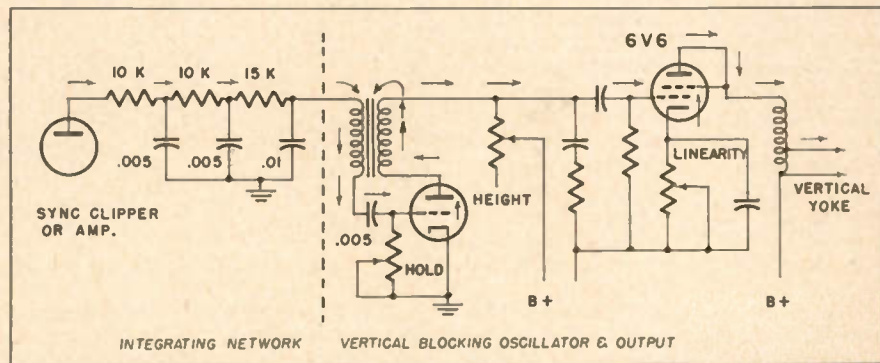 6V6
10 K 10 K 15 K
.005 .005 .01
SYNC CLIPPER
OR AMP.
.005
HOLD
HEIGHT
LINEARITY
VERTICAL
YOKE
B+ B+
INTEGRATING NETWORK VERTICAL BLOCKING OSCILLATOR & OUTPUT